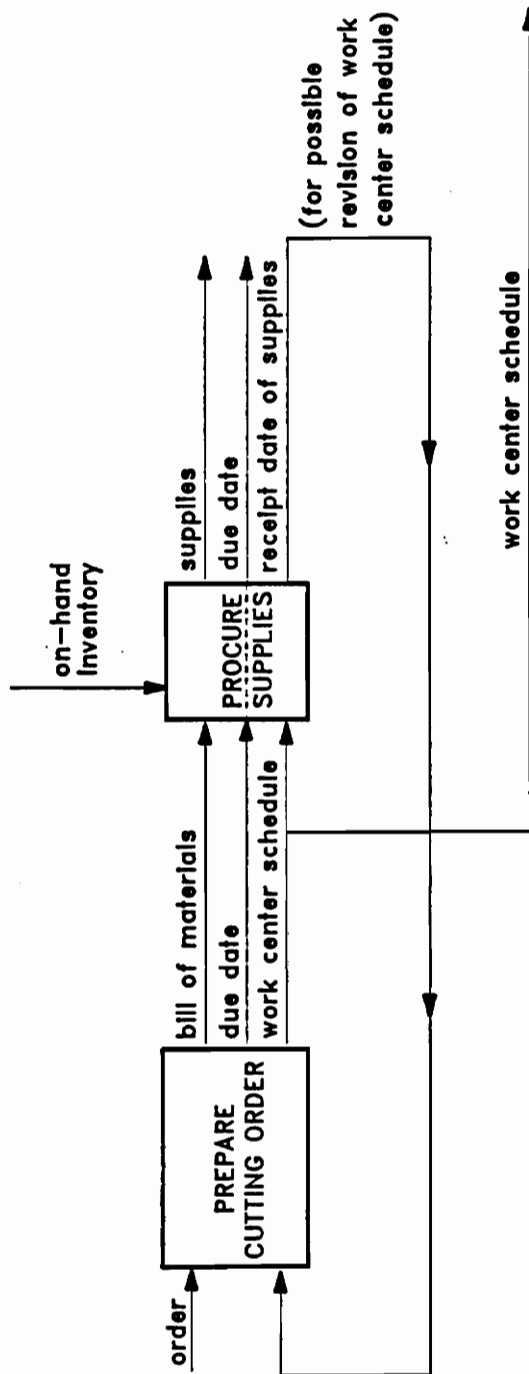 order
PREPARE
CUTTING ORDER
bill of materials
due date
work center schedule
on-hand
inventory
PROCURE
SUPPLIES
supplies
due date
receipt date of supplies
(for possible
revision of work
center schedule)
work center schedule